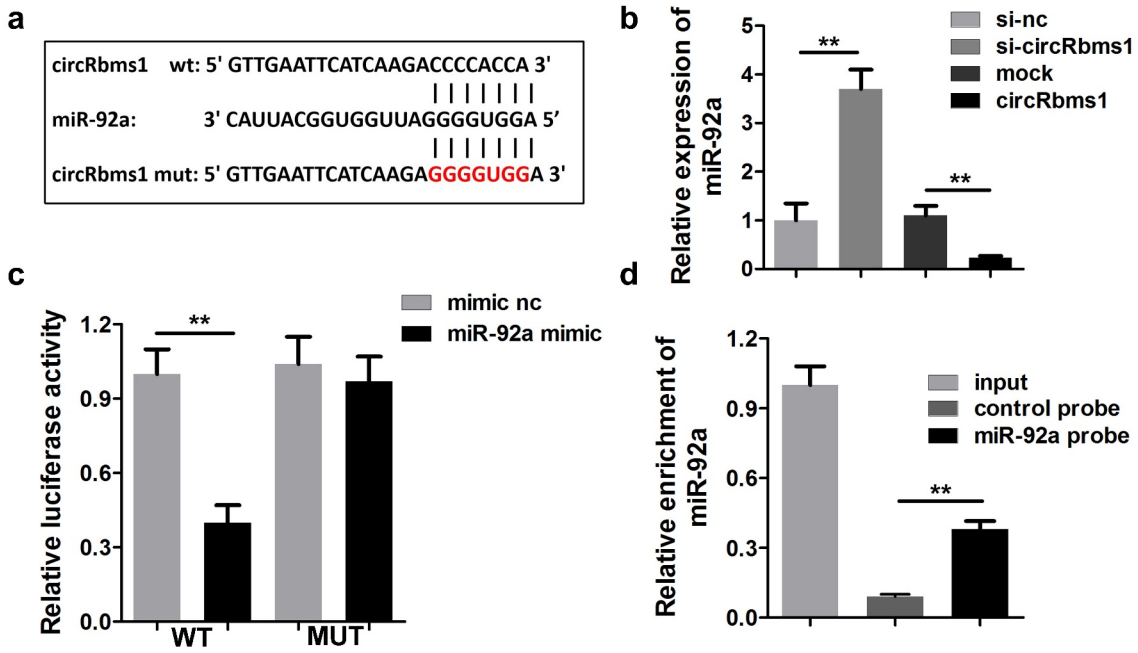 a
circRbms1 wt: 5' GTTGAATTCATCAAGACCCCACCA 3'
miR-92a: 3' CAUUACGGUGGUUAGGGGUGGA 5’
circRbms1 mut: 5' GTTGAATTCATCAAGAGGGGUGGA 3'
b
Relative expression of
miR-92a
5
4
3
2
1
0
**
**
si-nc
si-circRbms1
mock
circRbms1
c
Relative luciferase activity
1.2
0.9
0.6
0.3
0.0
**
WT
MUT
mimic nc
miR-92a mimic
d
Relative enrichment of
miR-92a
1.2
0.9
0.6
0.3
0.0
**
input
control probe
miR-92a probe